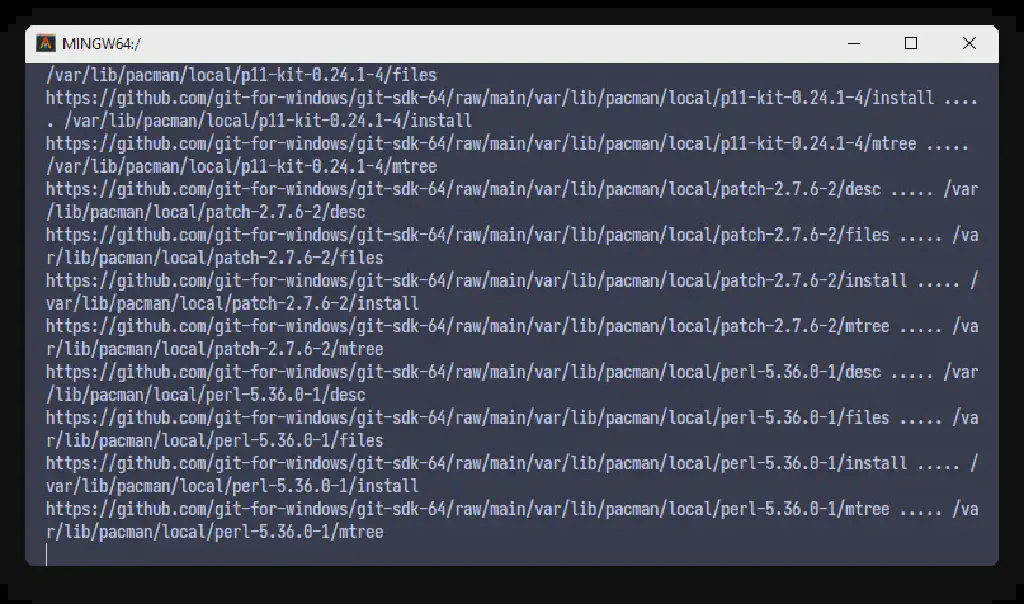 MINGW64:/
/var/lib/pacman/local/p11-kit-0.24.1-4/files
https://github.com/git-for-windows/git-sdk-64/raw/main/var/lib/pacman/local/p11-kit-0.24.1-4/install ....
. /var/lib/pacman/local/p11-kit-0.24.1-4/install
https://github.com/git-for-windows/git-sdk-64/raw/main/var/lib/pacman/local/p11-kit-0.24.1-4/mtree .....
/var/lib/pacman/local/p11-kit-0.24.1-4/mtree
https://github.com/git-for-windows/git-sdk-64/raw/main/var/lib/pacman/local/patch-2.7.6-2/desc ..... /var
/lib/pacman/local/patch-2.7.6-2/desc
https://github.com/git-for-windows/git-sdk-64/raw/main/var/lib/pacman/local/patch-2.7.6-2/files ..... /va
r/lib/pacman/local/patch-2.7.6-2/files
https://github.com/git-for-windows/git-sdk-64/raw/main/var/lib/pacman/local/patch-2.7.6-2/install ..... /
var/lib/pacman/local/patch-2.7.6-2/install
https://github.com/git-for-windows/git-sdk-64/raw/main/var/lib/pacman/local/patch-2.7.6-2/mtree ..... /va
r/lib/pacman/local/patch-2.7.6-2/mtree
https://github.com/git-for-windows/git-sdk-64/raw/main/var/lib/pacman/local/perl-5.36.0-1/desc ..... /var
/lib/pacman/local/perl-5.36.0-1/desc
https://github.com/git-for-windows/git-sdk-64/raw/main/var/lib/pacman/local/perl-5.36.0-1/files ..... /va
r/lib/pacman/local/perl-5.36.0-1/files
https://github.com/git-for-windows/git-sdk-64/raw/main/var/lib/pacman/local/perl-5.36.0-1/install ..... /
var/lib/pacman/local/perl-5.36.0-1/install
https://github.com/git-for-windows/git-sdk-64/raw/main/var/lib/pacman/local/perl-5.36.0-1/mtree ..... /va
r/lib/pacman/local/perl-5.36.0-1/mtree